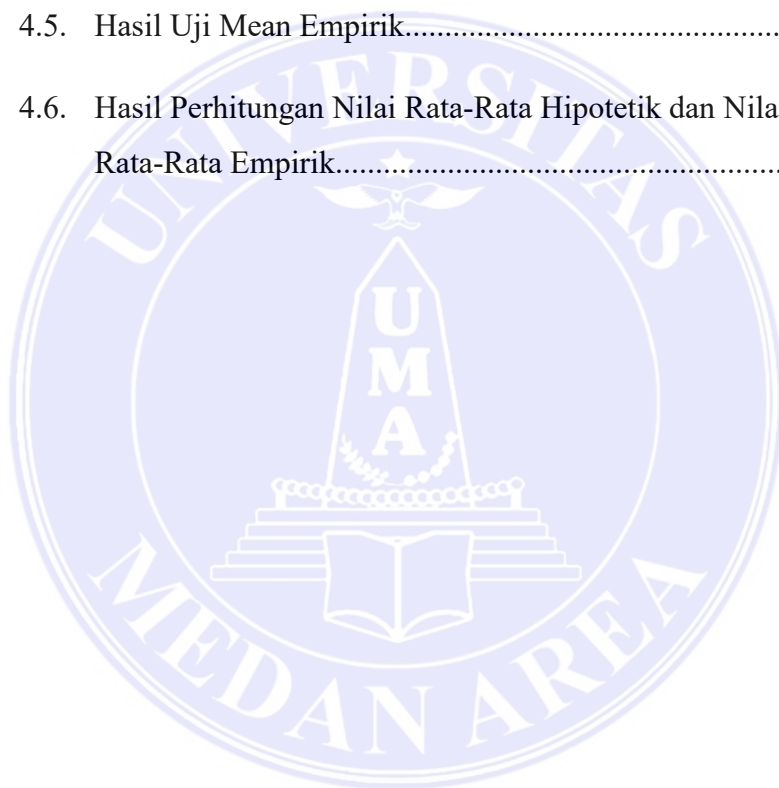 4.5. Hasil Uji Mean Empirik...............................................
4.6. Hasil Perhitungan Nilai Rata-Rata Hipotetik dan Nila
Rata-Rata Empirik.......................................................
UNIVERSITAS
U
M
A
MEDAN AREA